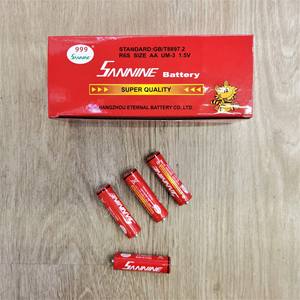 999
SANNINE
STANDARD:GB/T8897.2
R6S SIZE AA UM-3 1.5V
SANNINE Battery
SUPER QUALITY
HANGZHOU ETERNAL BATTERY CO.,LTD.
SANNINE
SANNINE
SANNINE
SANNINE